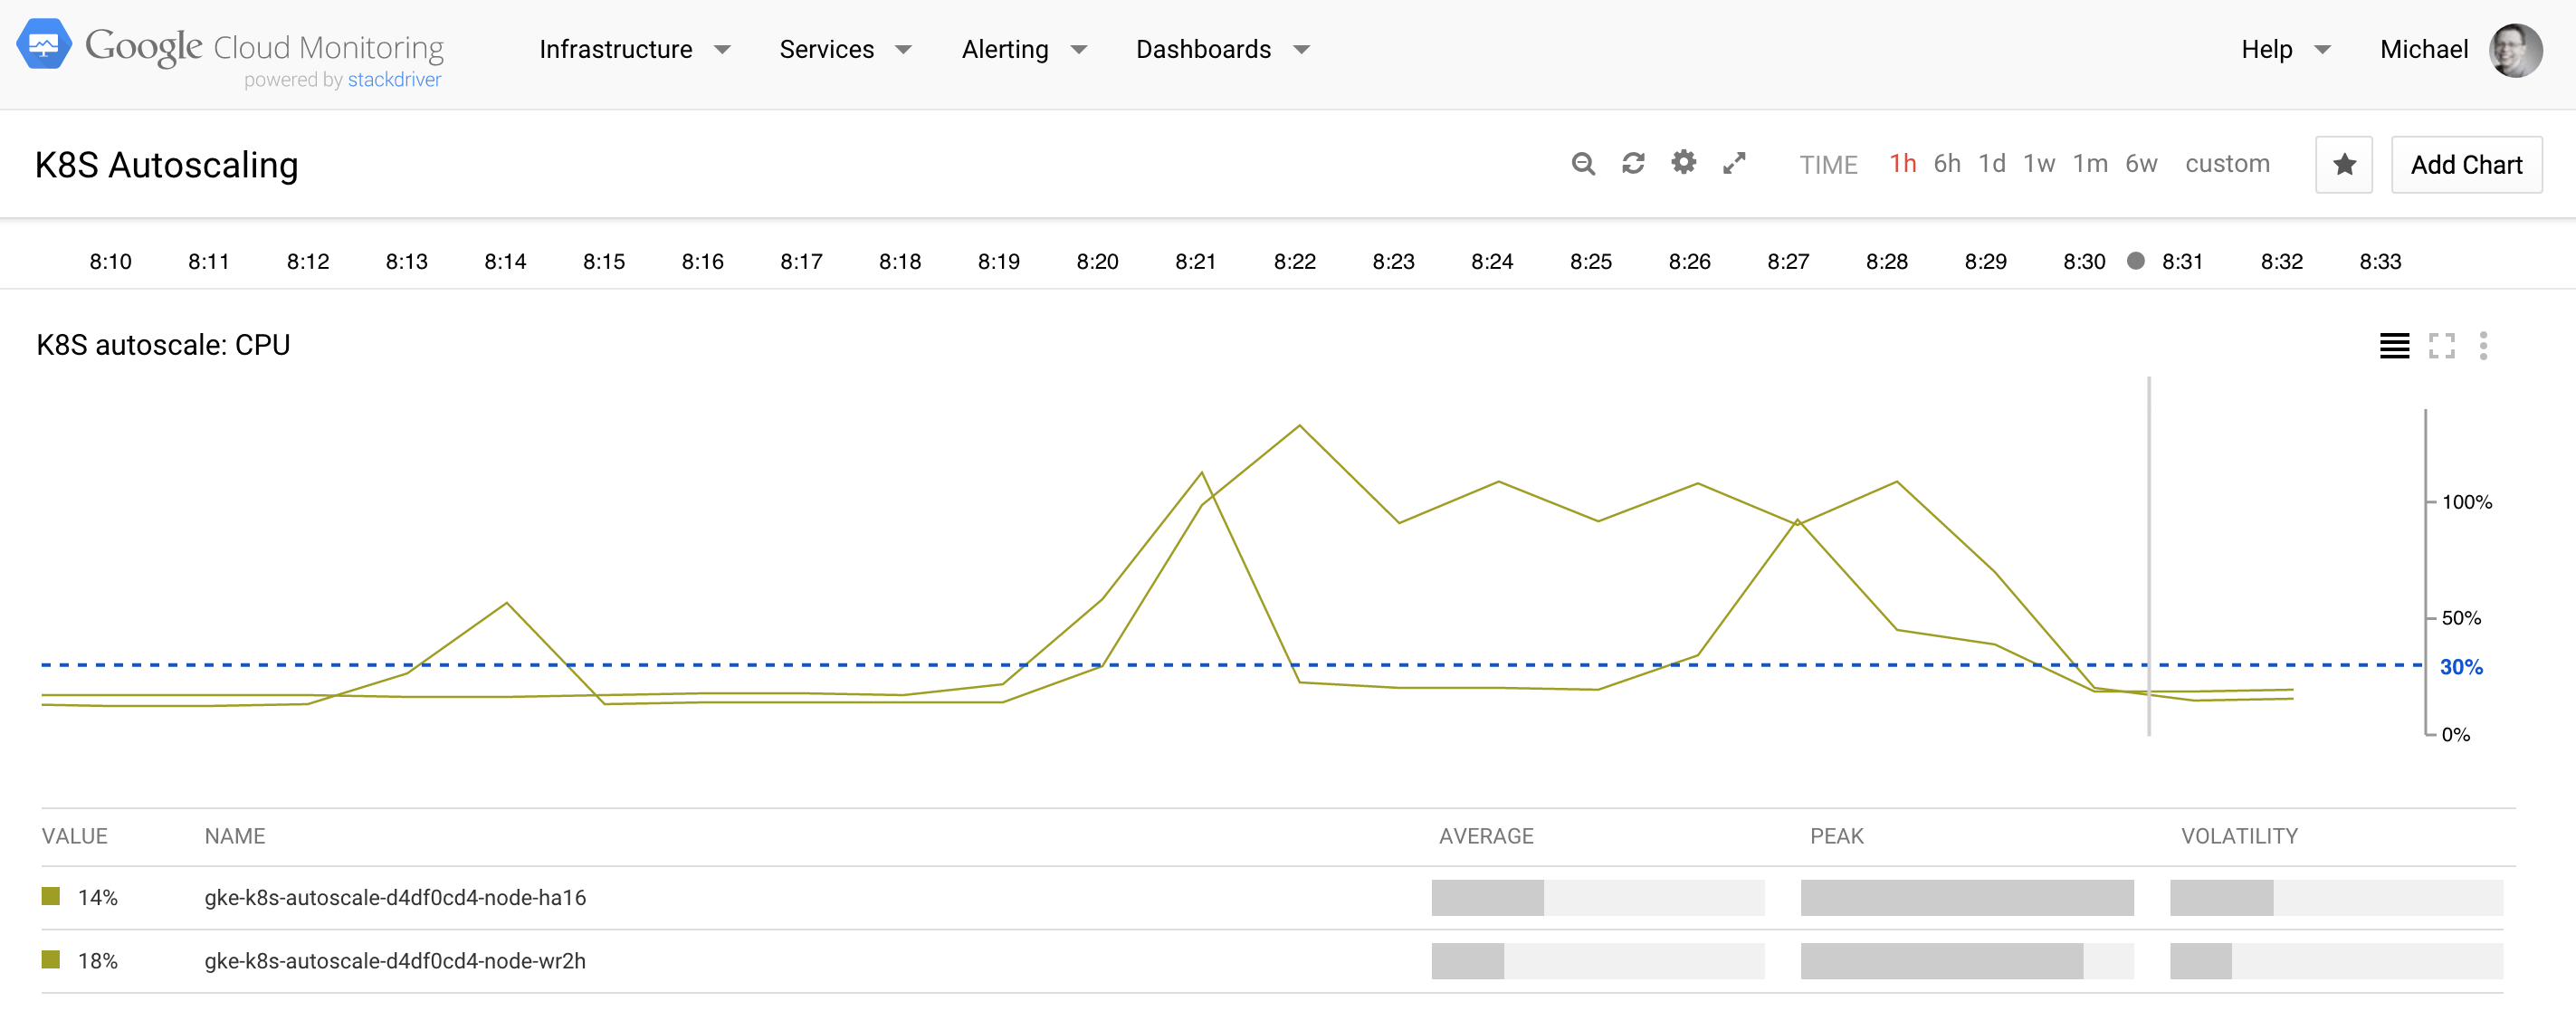 Google Cloud Monitoring
powered by stackdriver
Infrastructure Services Alerting Dashboards Help Michael
K8S Autoscaling TIME 1h 6h 1d 1w 1m 6w custom Add Chart
8:10 8:11 8:12 8:13 8:14 8:15 8:16 8:17 8:18 8:19 8:20 8:21 8:22 8:23 8:24 8:25 8:26 8:27 8:28 8:29 8:30 8:31 8:32 8:33
K8S autoscale: CPU
100%
50%
30%
0%
VALUE NAME AVERAGE PEAK VOLATILITY
14% gke-k8s-autoscale-d4df0cd4-node-ha16
18% gke-k8s-autoscale-d4df0cd4-node-wr2h